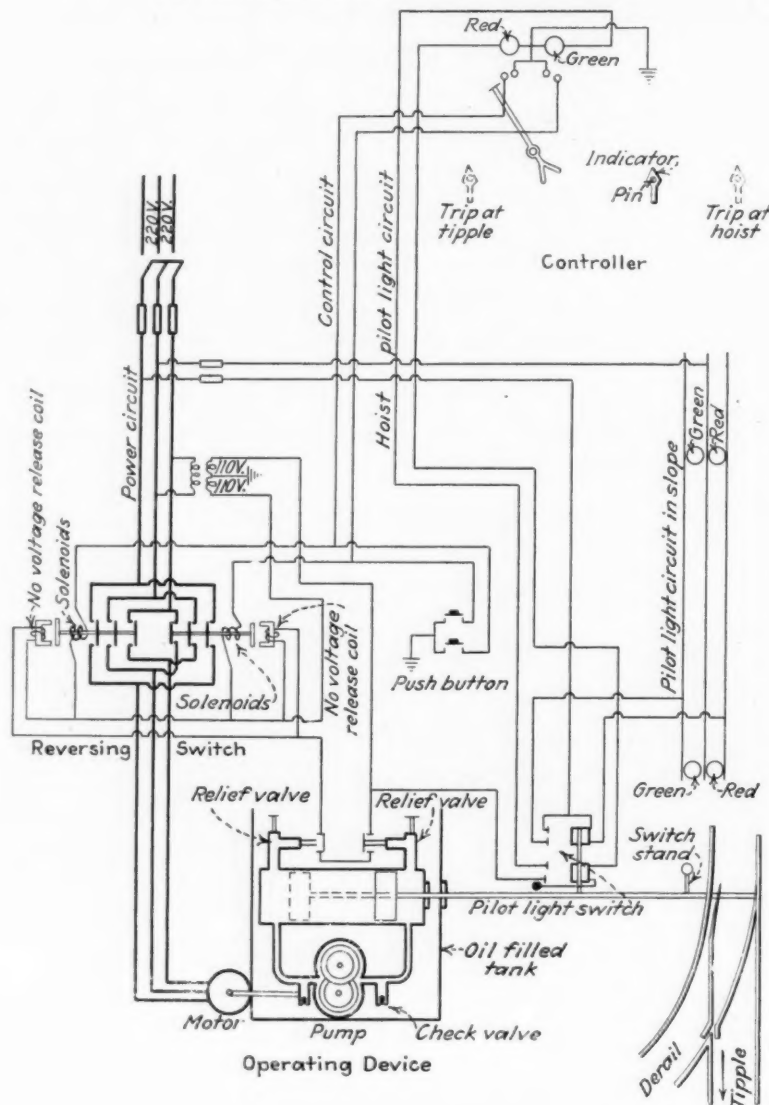 Red
Green
Indicator,
Pin
Trip at
tipple
Trip at
hoist
Controller
220 V.
220 V.
Control circuit
Hoist pilot light circuit
Power circuit
110V.
110V.
Green
Red
Pilot light circuit in slope
No voltage release coil
Solenoids
Solenoids
No voltage
release coil
Push button
Reversing Switch
Relief valve
Relief valve
Green
Red
Switch
stand
Pilot light switch
Oil filled
tank
Motor
Pump
Check valve
Operating Device
Derail
Tipple